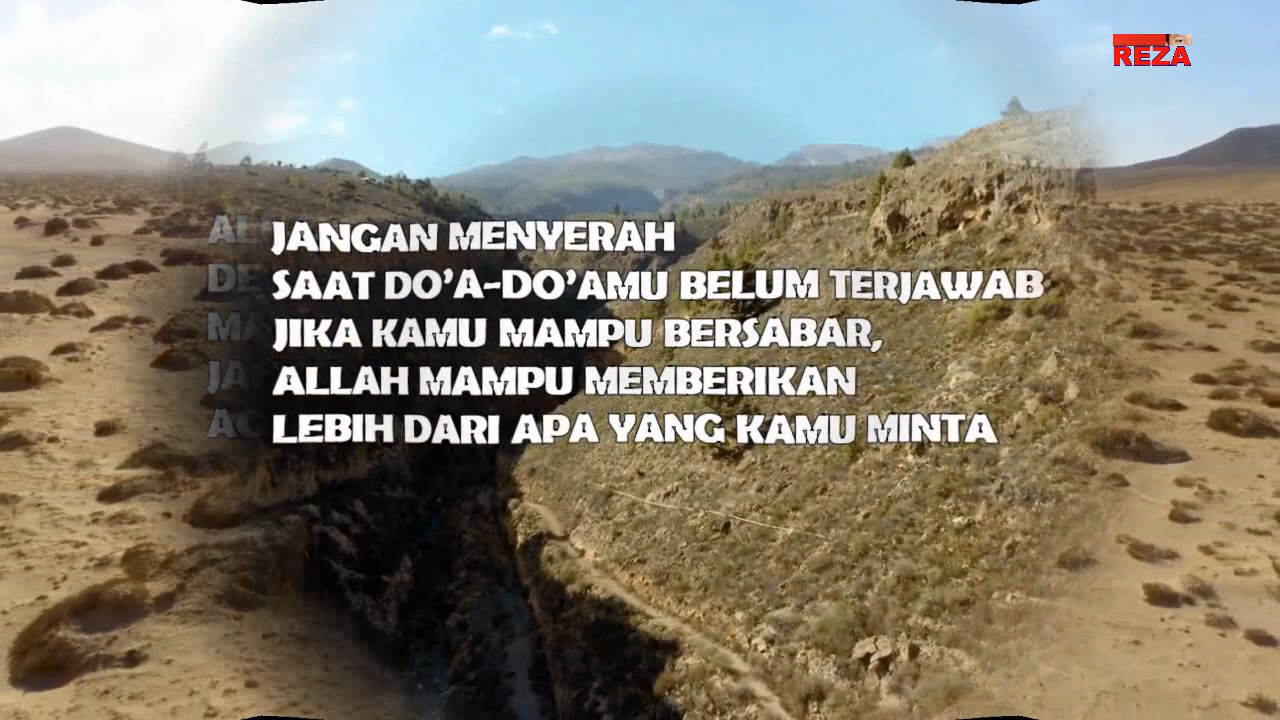 REZA
JANGAN MENYERAH
SAAT DO'A-DO'AMU BELUM TERJAWAB
JIKA KAMU MAMPU BERSABAR,
ALLAH MAMPU MEMBERIKAN
LEBIH DARI APA YANG KAMU MINTA